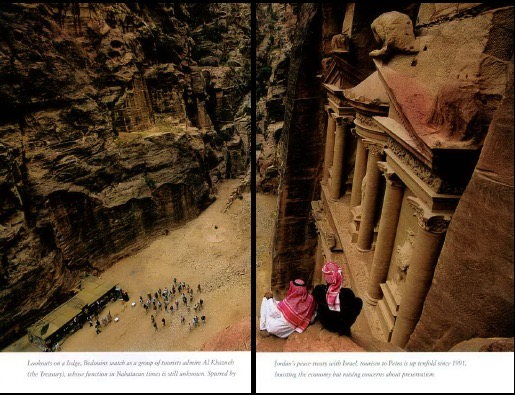 Lookouts on a ledge, Bedouins watch as a group of tourists admire Al Khazneh
(the Treasury), whose function in Nabataean times is still unknown. Spurred by
Jordan's peace treaty with Israel, tourism to Petra is up tenfold since 1991,
boosting the economy but raising concerns about preservation.